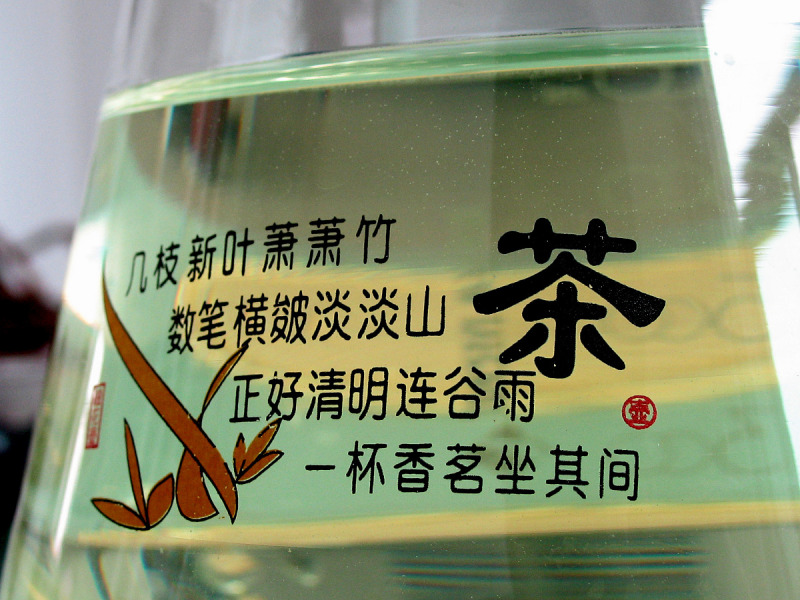 几枝新叶萧萧竹
数笔横皴淡淡山
正好清明连谷雨
一杯香茗坐其间
茶
壶